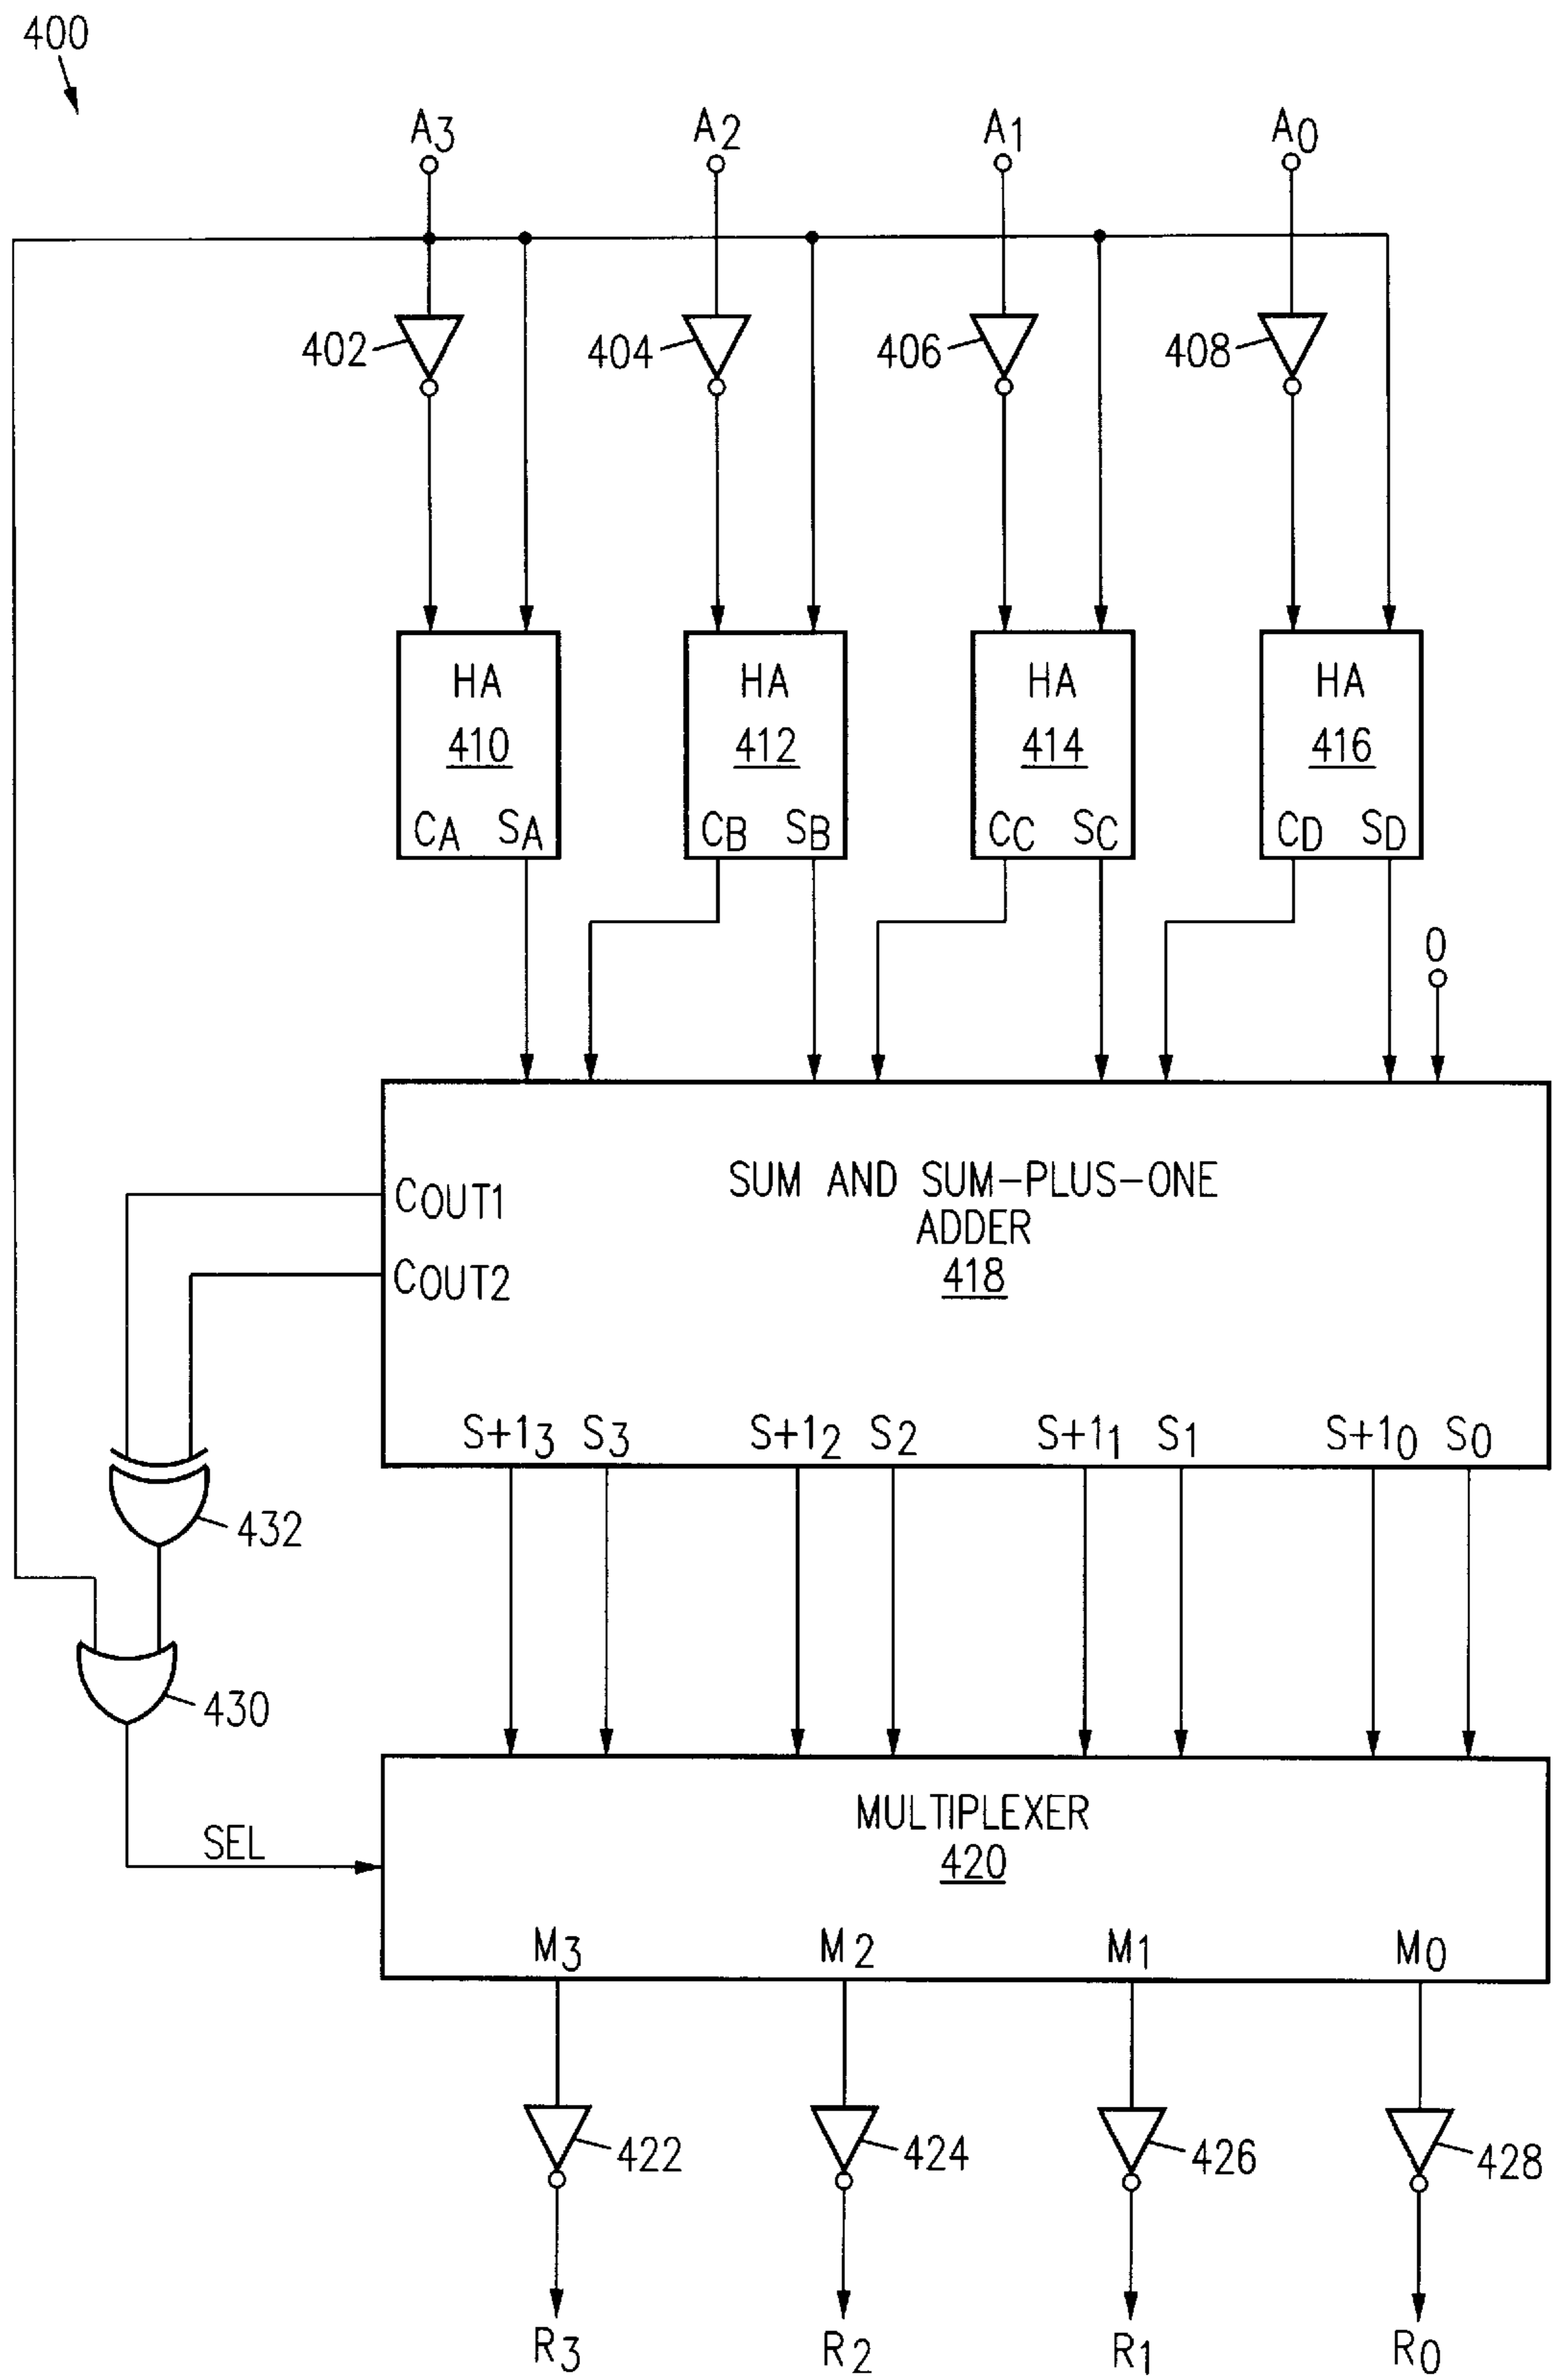 400
A3 A2 A1 A0
402 404 406 408
HA HA HA HA
410 412 414 416
CA SA CB SB CC SC CD SD
0
SUM AND SUM-PLUS-ONE
ADDER
418
COUT1
COUT2
S+13 S3 S+12 S2 S+11 S1 S+10 S0
432
430
MULTIPLEXER
420
SEL
M3 M2 M1 M0
422 424 426 428
R3 R2 R1 R0